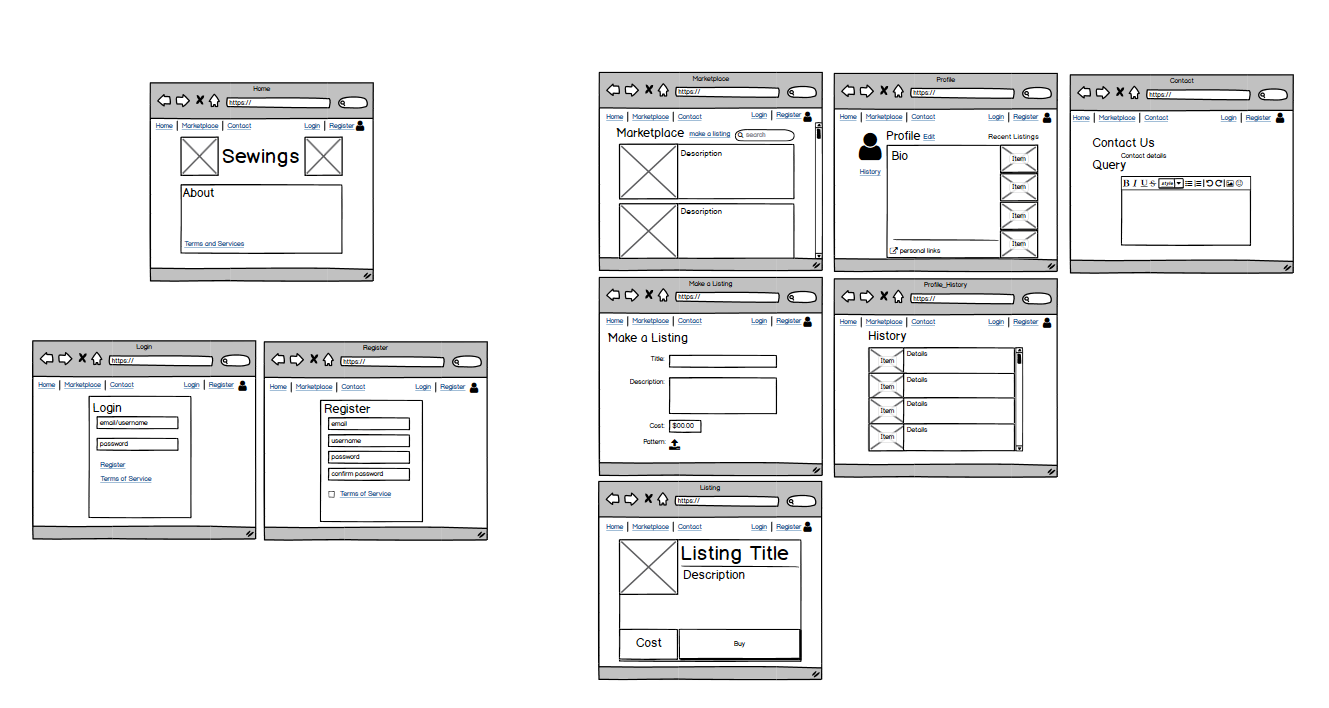 Home
https://
Home | Marketplace | Contact
Login | Register
Sewings
About
Terms and Services
Login
https://
Home | Marketplace | Contact
Login | Register
Login
email/username
password
Register
Terms of Service
Register
https://
Home | Marketplace | Contact
Login | Register
Register
email
username
password
confirm password
Terms of Service
Marketplace
https://
Home | Marketplace | Contact
Login | Register
Marketplace make a listing search
Description
Description
Profile
https://
Home | Marketplace | Contact
Login | Register
Profile Edit
Recent Listings
History
Bio
Item
Item
Item
Item
personal links
Contact
https://
Home | Marketplace | Contact
Login | Register
Contact Us
Contact details
Query
B I U S style
Make a Listing
https://
Home | Marketplace | Contact
Login | Register
Make a Listing
Title:
Description:
Cost: $00.00
Pattern:
Profile_History
https://
Home | Marketplace | Contact
Login | Register
History
Item Details
Item Details
Item Details
Item Details
Listing
https://
Home | Marketplace | Contact
Login | Register
Listing Title
Description
Cost
Buy